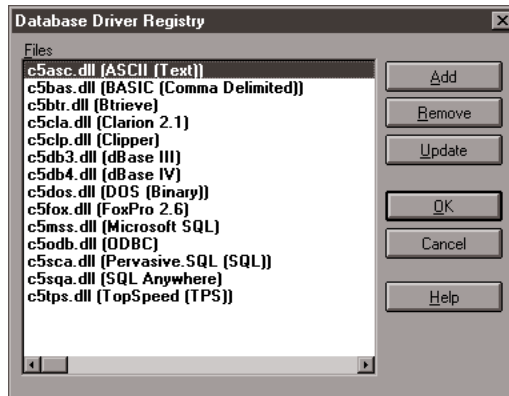 Database Driver Registry
Files
c5asc.dll (ASCII (Text))
c5bas.dll (BASIC (Comma Delimited))
c5btr.dll (Btrieve)
c5cla.dll (Clarion 2.1)
c5clp.dll (Clipper)
c5db3.dll (dBase III)
c5db4.dll (dBase IV)
c5dos.dll (DOS (Binary))
c5fox.dll (FoxPro 2.6)
c5mss.dll (Microsoft SQL)
c5odb.dll (ODBC)
c5sca.dll (Pervasive.SQL (SQL))
c5sqa.dll (SQL Anywhere)
c5tps.dll (TopSpeed (TPS))
Add
Remove
Update
OK
Cancel
Help